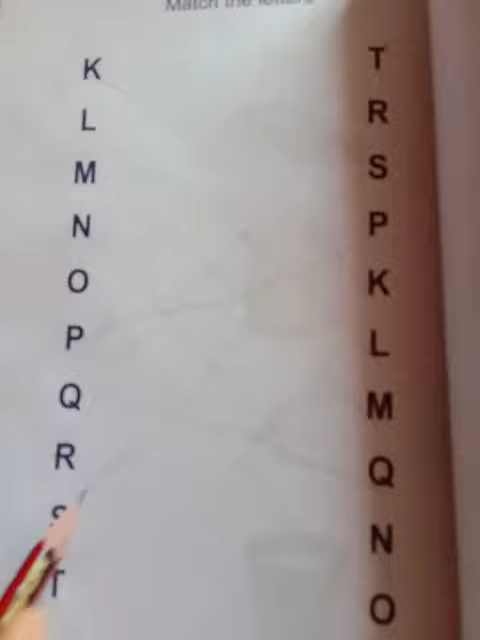 Match the letters
K T
L R
M S
N P
O K
P L
Q M
R Q
S N
T O